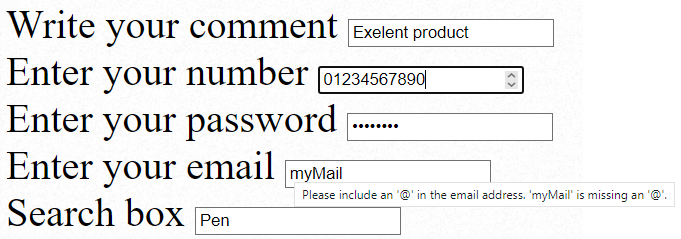 Write your comment Exelent product
Enter your number 01234567890
Enter your password ••••••••
Enter your email myMail
Please include an '@' in the email address. 'myMail' is missing an '@'.
Search box Pen